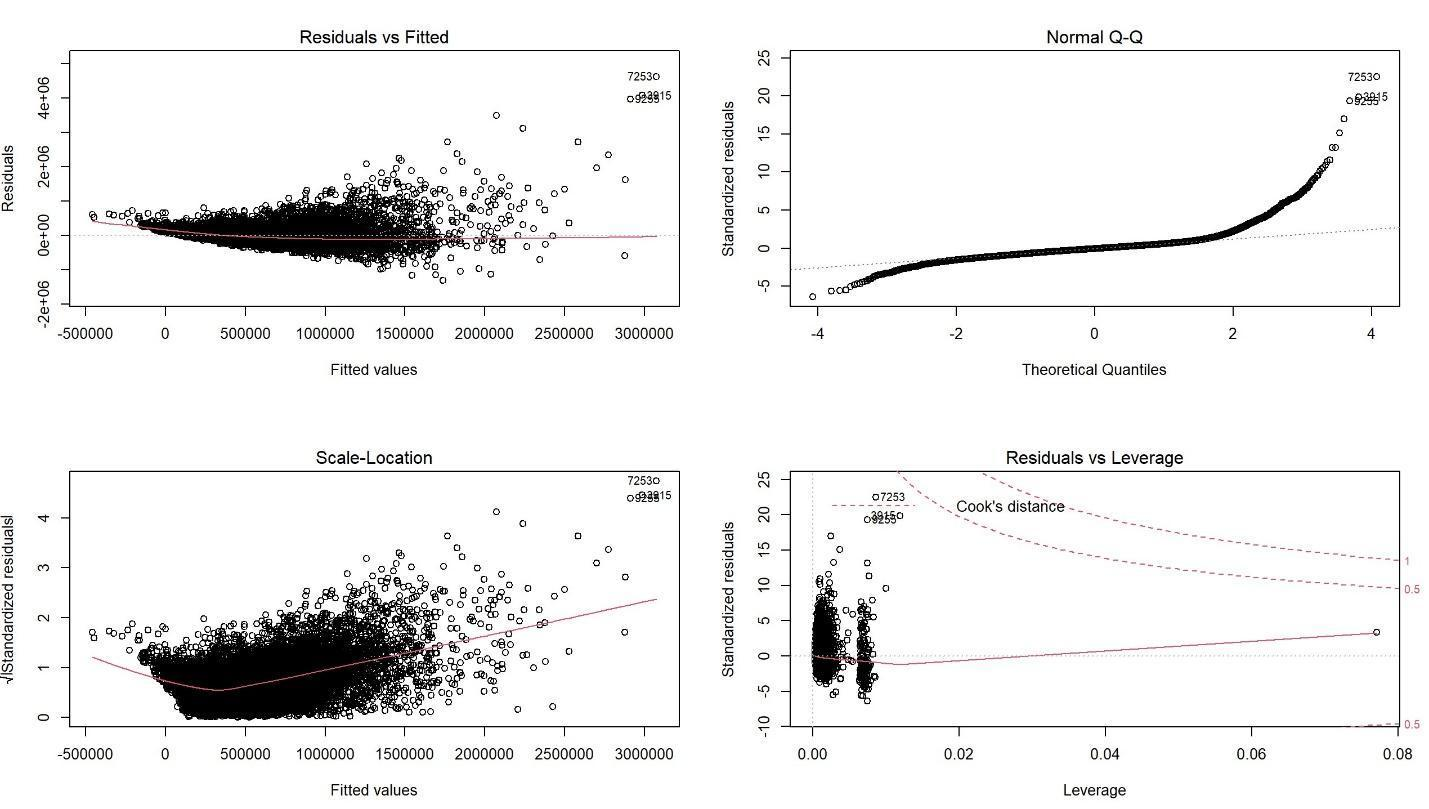 Residuals vs Fitted
Residuals
-2e+06 0e+00 2e+06 4e+06
7253
3915
9255
-500000 0 500000 1000000 1500000 2000000 2500000 3000000
Fitted values
Normal Q-Q
Standardized residuals
-5 0 5 10 15 20 25
7253
3915
9255
-4 -2 0 2 4
Theoretical Quantiles
Scale-Location
√|Standardized residuals|
0 1 2 3 4
7253
3915
9255
-500000 0 500000 1000000 1500000 2000000 2500000 3000000
Fitted values
Residuals vs Leverage
Standardized residuals
-10 -5 0 5 10 15 20 25
7253
Cook's distance
3915
9255
1
0.5
0.5
0.00 0.02 0.04 0.06 0.08
Leverage